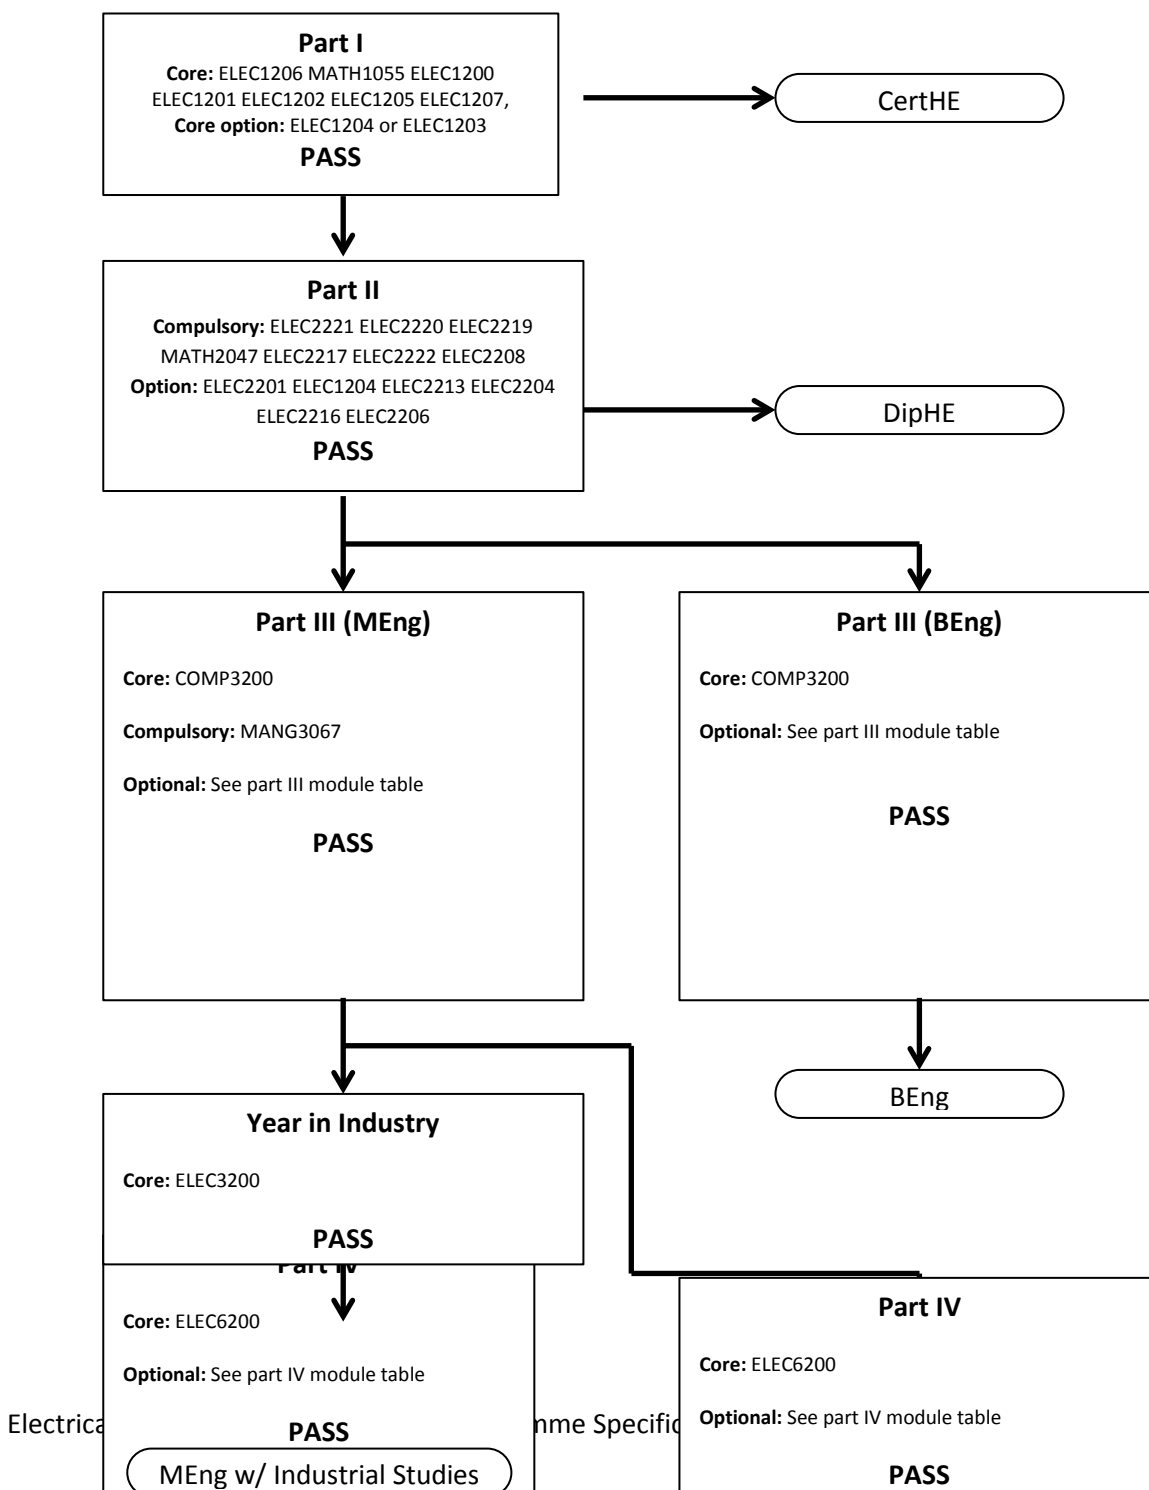 Part I
Core: ELEC1206 MATH1055 ELEC1200
ELEC1201 ELEC1202 ELEC1205 ELEC1207,
Core option: ELEC1204 or ELEC1203
PASS
CertHE
Part II
Compulsory: ELEC2221 ELEC2220 ELEC2219
MATH2047 ELEC2217 ELEC2222 ELEC2208
Option: ELEC2201 ELEC1204 ELEC2213 ELEC2204
ELEC2216 ELEC2206
PASS
DipHE
Part III (MEng)
Core: COMP3200
Compulsory: MANG3067
Optional: See part III module table
PASS
Part III (BEng)
Core: COMP3200
Optional: See part III module table
PASS
BEng
Year in Industry
Core: ELEC3200
PASS
Part IV
Core: ELEC6200
Optional: See part IV module table
PASS
MEng w/ Industrial Studies
Part IV
Core: ELEC6200
Optional: See part IV module table
PASS